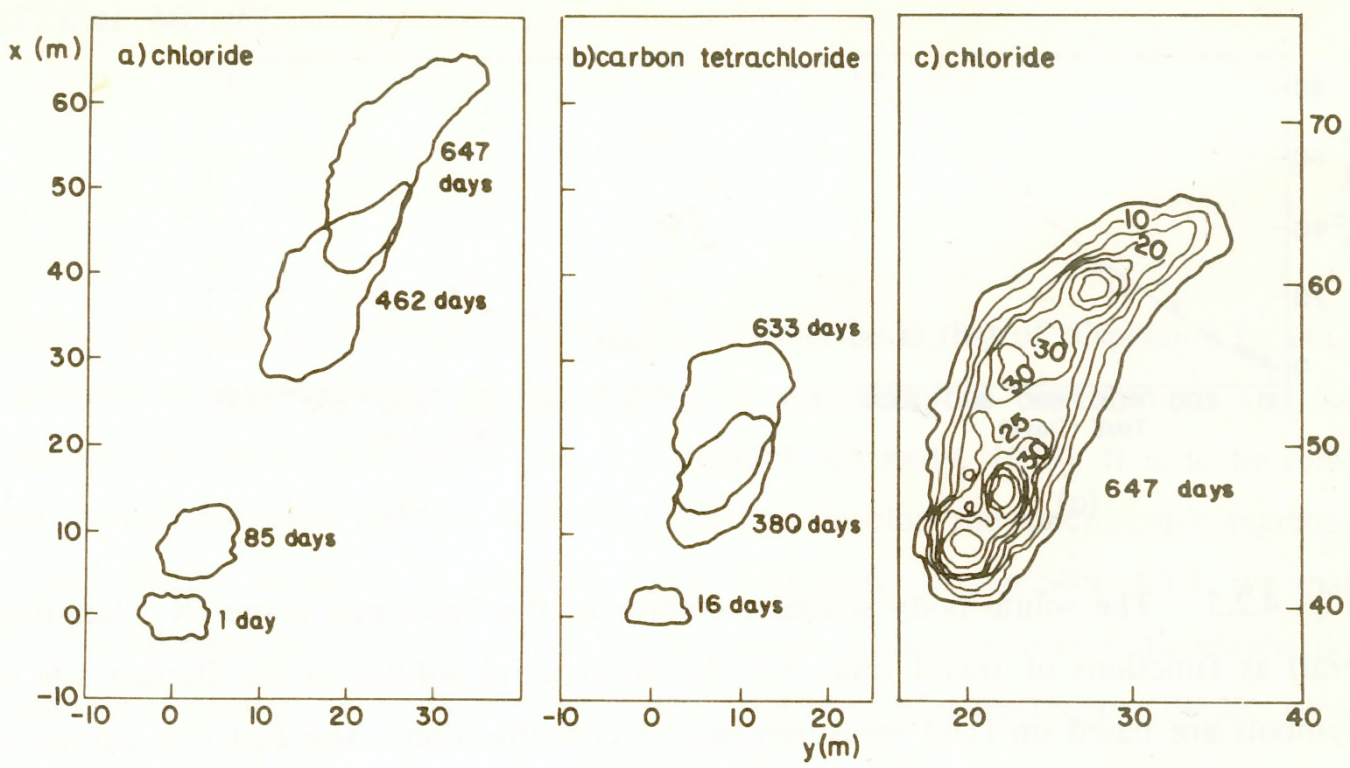 x (m)
a) chloride
60
50
40
30
20
10
0
-10
647
days
462 days
85 days
1 day
-10
0
10
20
30
b) carbon tetrachloride
633 days
380 days
16 days
-10
0
10
20
y(m)
c) chloride
10
20
30
30
25
30
647 days
70
60
50
40
20
30
40